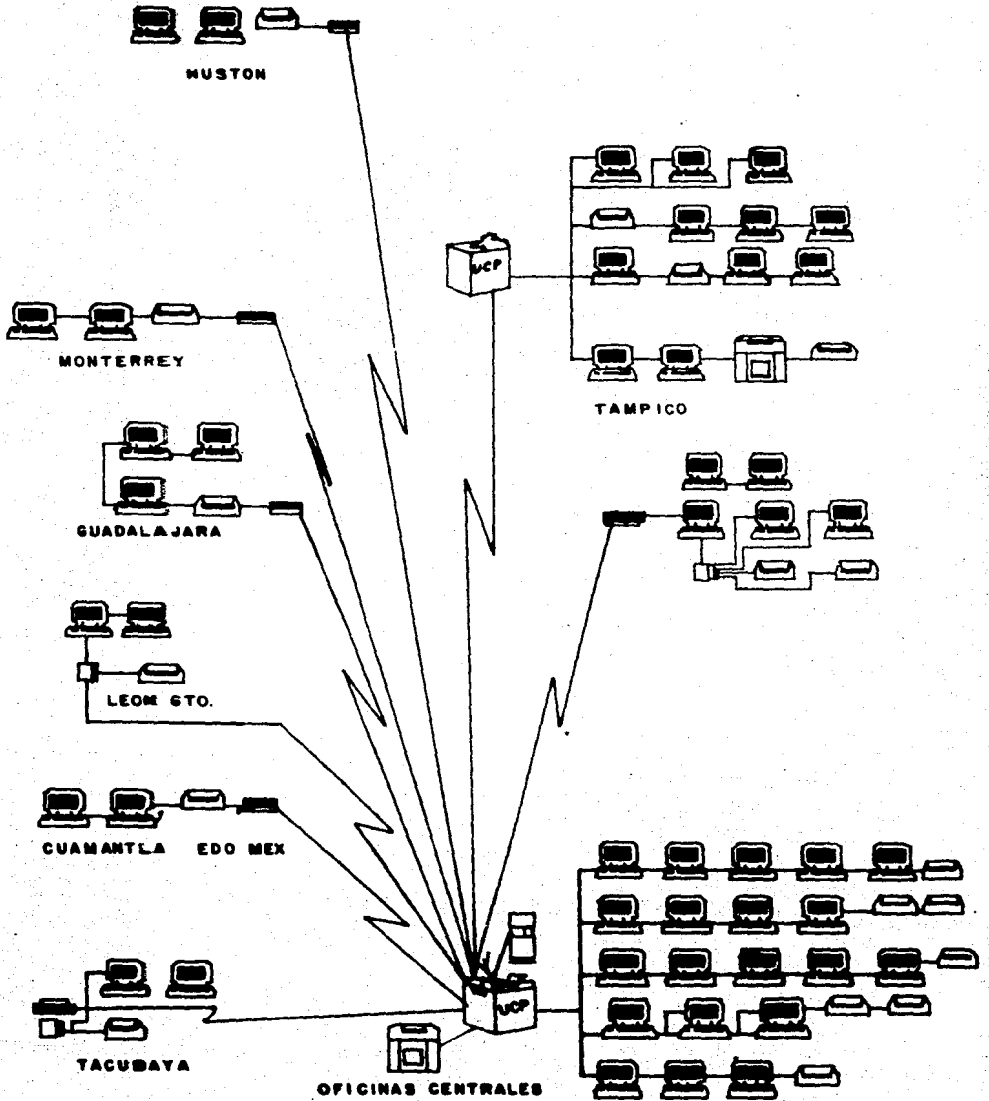 HUSTON
UCP
MONTERREY
TAMPICO
GUADALAJARA
LEOM GTO.
CUAMANTLA EDO MEX
UCP
TACUBAYA
OFICINAS CENTRALES